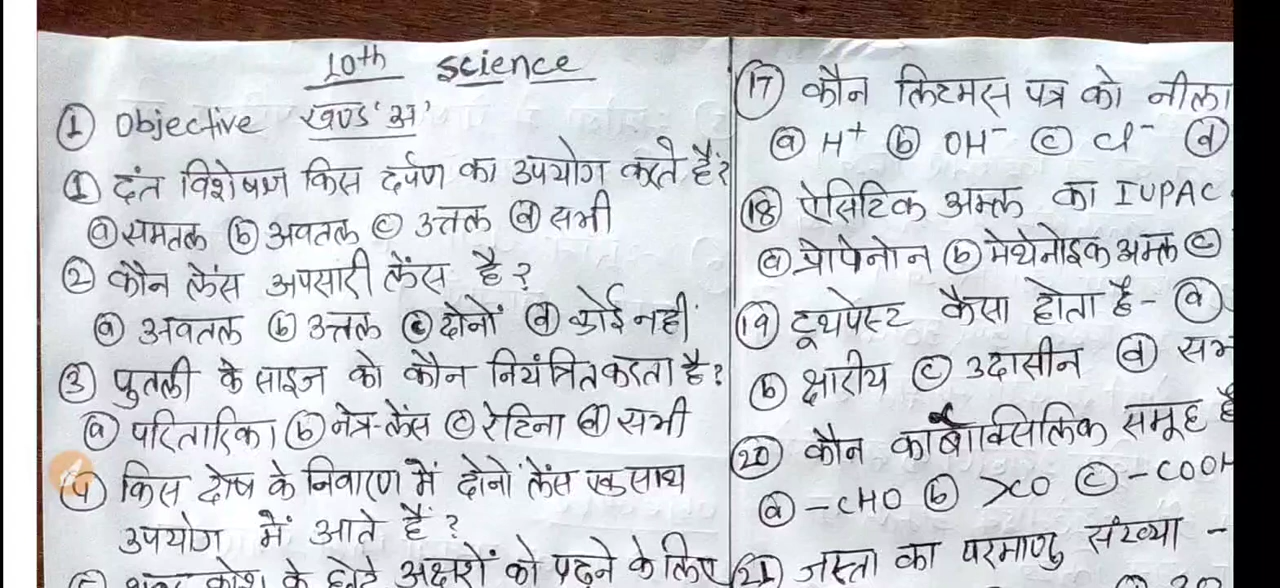 10th science
① objective खण्ड 'अ'
① दंत विशेषज्ञ किस दर्पण का उपयोग करते हैं?
ⓐ समतल ⓑ अवतल ⓒ उत्तल ⓓ सभी
② कौन लेंस अपसारी लेंस है?
ⓐ अवतल ⓑ उत्तल ⓒ दोनों ⓓ कोई नहीं
③ पुतली के साइज को कौन नियंत्रित करता है?
ⓐ परितारिका ⓑ नेत्र-लेंस ⓒ रेटिना ⓓ सभी
④ किस दोष के निवारण में दोनों लेंस एक साथ
उपयोग में आते हैं?
के छोटे अक्षरों को पढ़ने के लिए
⑰ कौन लिटमस पत्र को नीला
ⓐ H⁺ ⓑ OH⁻ ⓒ Cl⁻ ⓓ
⑱ ऐसिटिक अम्ल का IUPAC
ⓐ प्रोपेनोन ⓑ मेथेनोइक अम्ल ⓒ
⑲ टूथपेस्ट कैसा होता है- ⓐ
ⓑ क्षारीय ⓒ उदासीन ⓓ
⑳ कौन कार्बोक्सिलिक समूह है
ⓐ -CHO ⓑ >CO ⓒ -COOH
㉑ जस्ता का परमाणु संख्या -